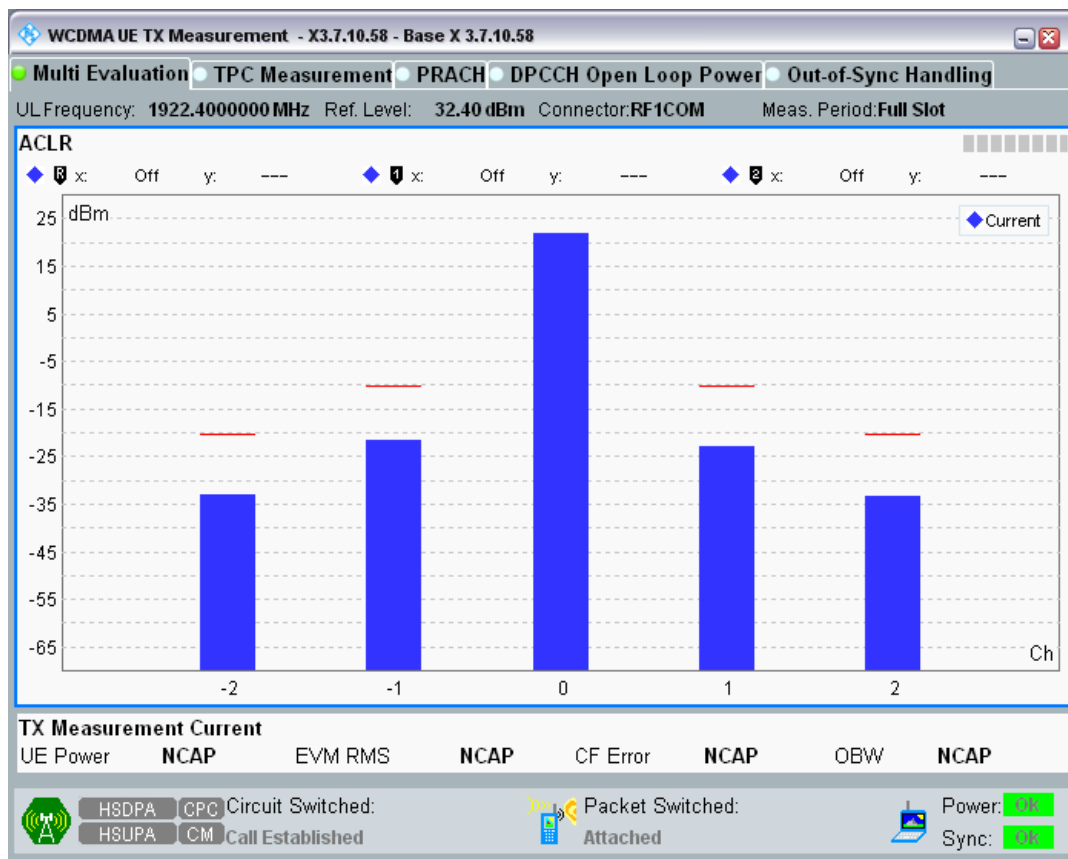 WCDMA UE TX Measurement - X3.7.10.58 - Base X 3.7.10.58
Multi Evaluation TPC Measurement PRACH DPCCH Open Loop Power Out-of-Sync Handling
UL Frequency: 1922.4000000 MHz Ref. Level: 32.40 dBm Connector:RF1COM Meas. Period:Full Slot
ACLR
R x: Off y: --- 1 x: Off y: --- 2 x: Off y: ---
dBm
Current
25
15
5
-5
-15
-25
-35
-45
-55
-65
Ch
-2 -1 0 1 2
TX Measurement Current
UE Power NCAP EVM RMS NCAP CF Error NCAP OBW NCAP
HSDPA CPC Circuit Switched: Packet Switched: Power: Ok
HSUPA CM Call Established Attached Sync: Ok